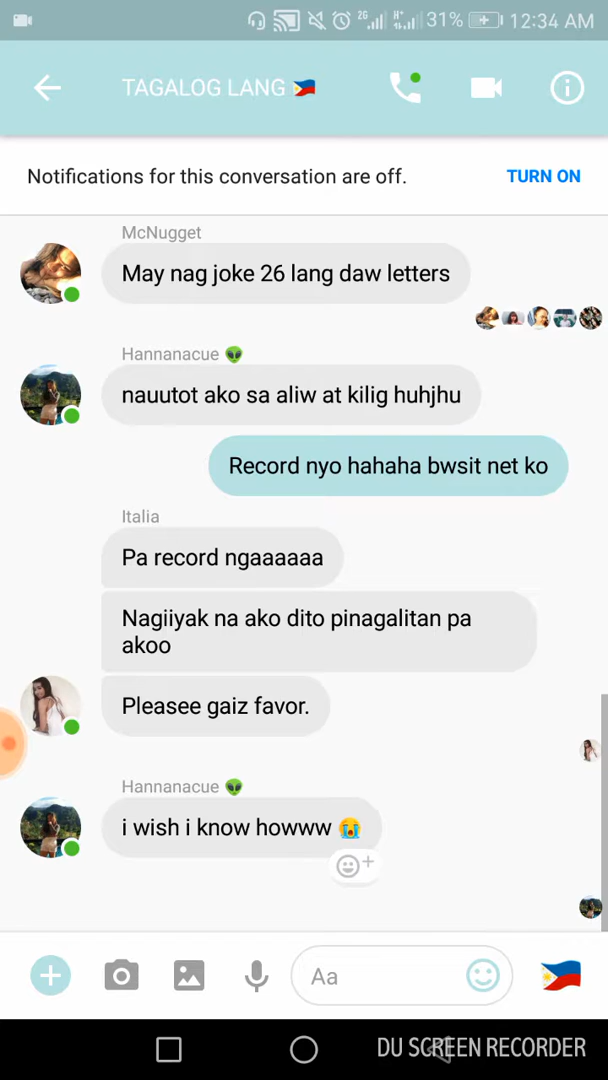 2G H+ 31% 12:34 AM
TAGALOG LANG 🇵🇭
Notifications for this conversation are off. TURN ON
McNugget
May nag joke 26 lang daw letters
Hannanacue 👽
nauutot ako sa aliw at kilig huhjhu
Record nyo hahaha bwsit net ko
Italia
Pa record ngaaaaaa
Nagiiyak na ako dito pinagalitan pa
akoo
Pleasee gaiz favor.
Hannanacue 👽
i wish i know howww 😭
Aa
DU SCREEN RECORDER